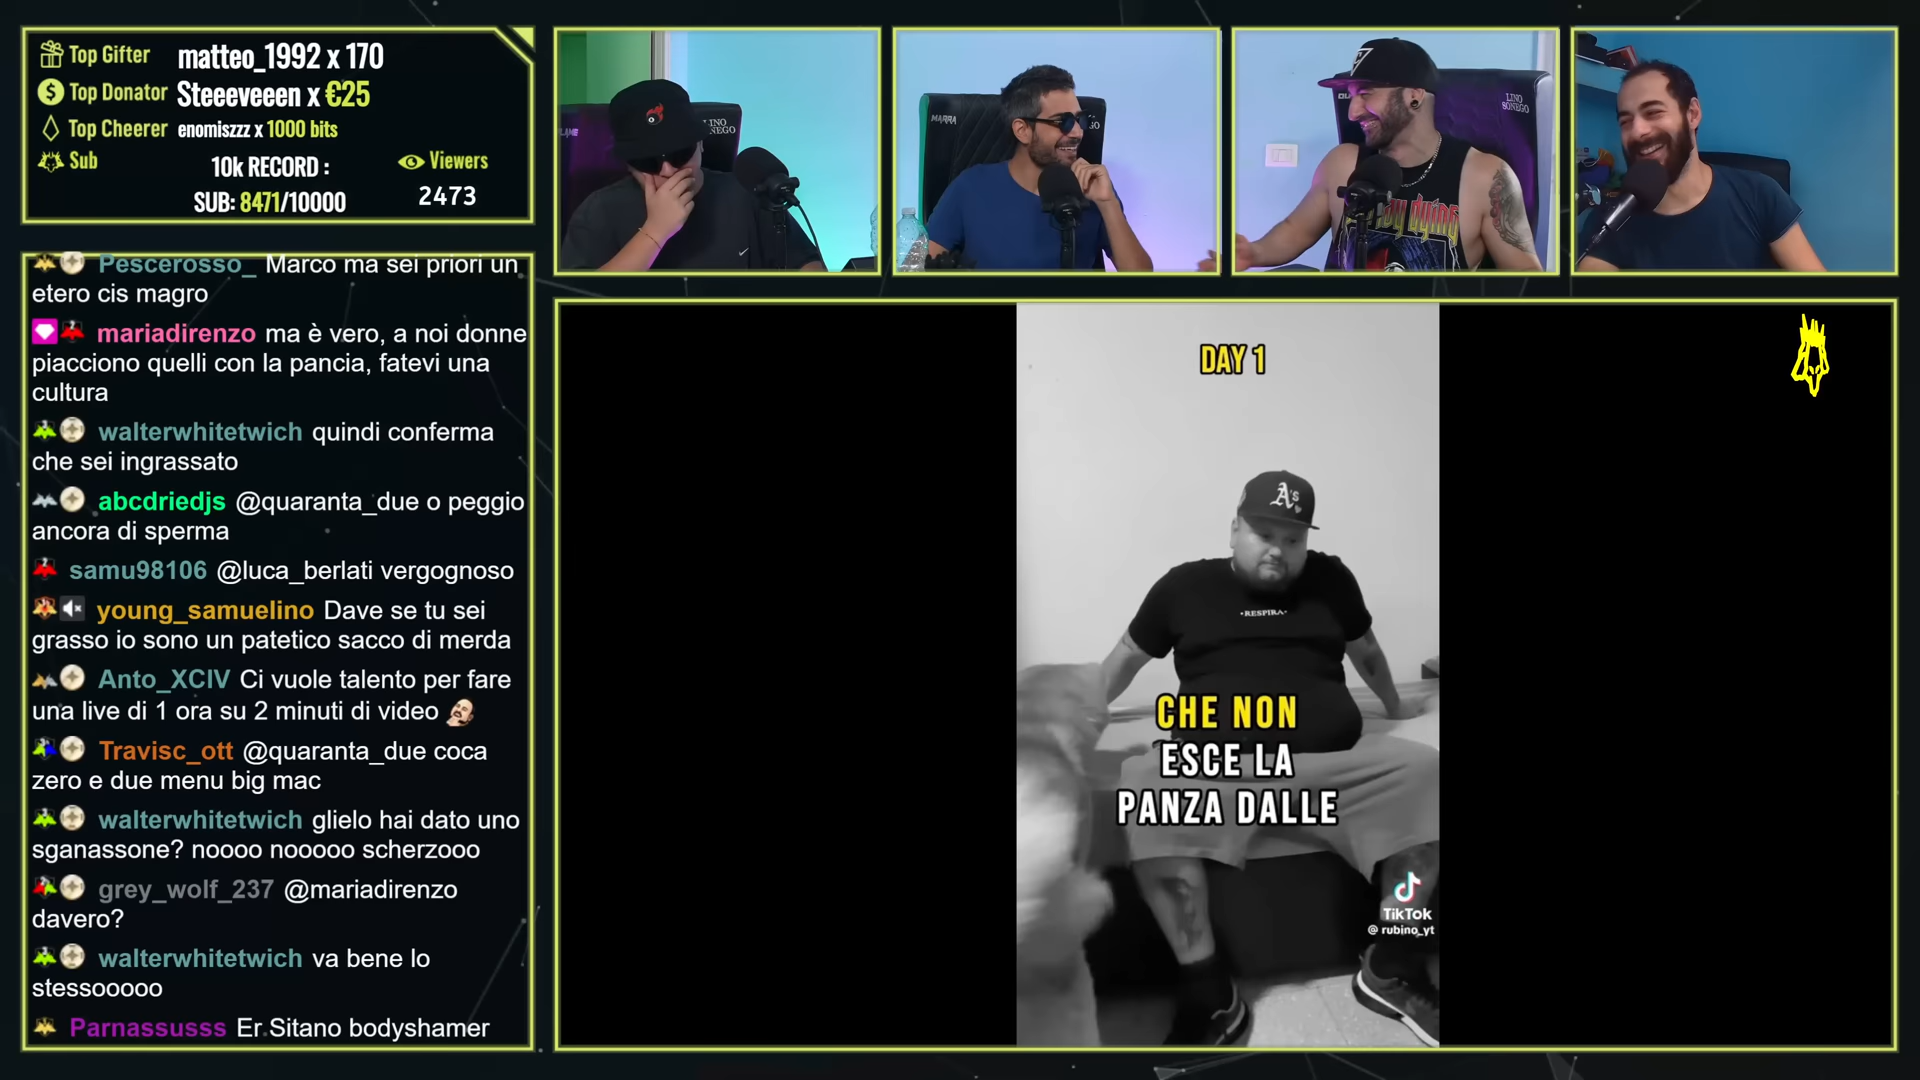 Top Gifter matteo_1992 x 170
Top Donator Steeeveeen x €25
Top Cheerer enomiszzz x 1000 bits
Sub 10k RECORD : Viewers
SUB: 8471/10000 2473
Pescerosso_ Marco ma sei priori un
etero cis magro
mariadirenzo ma è vero, a noi donne
piacciono quelli con la pancia, fatevi una
cultura
walterwhitetwich quindi conferma
che sei ingrassato
abcdriedjs @quaranta_due o peggio
ancora di sperma
samu98106 @luca_berlati vergognoso
young_samuelino Dave se tu sei
grasso io sono un patetico sacco di merda
Anto_XCIV Ci vuole talento per fare
una live di 1 ora su 2 minuti di video
Travisc_ott @quaranta_due coca
zero e due menu big mac
walterwhitetwich glielo hai dato uno
sganassone? noooo nooooo scherzooo
grey_wolf_237 @mariadirenzo
davero?
walterwhitetwich va bene lo
stessooooo
Parnassusss Er Sitano bodyshamer
LINO
SONEGO
MARRA
LINO
SONEGO
DAY 1
A's
•RESPIRA•
CHE NON
ESCE LA
PANZA DALLE
TikTok
@ rubino_yt